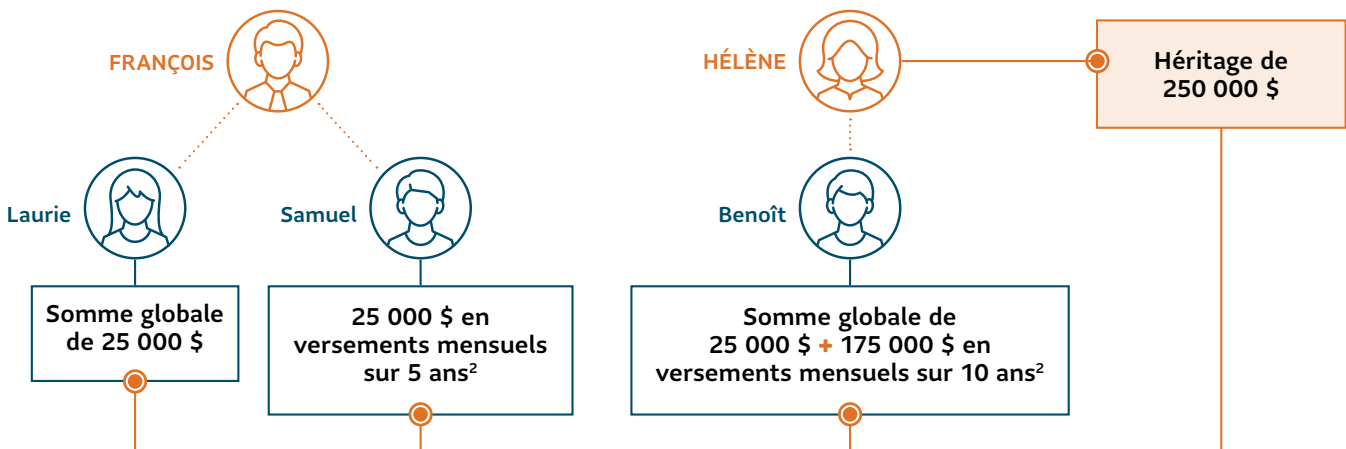 FRANÇOIS
HÉLÈNE
Héritage de
250 000 $
Laurie
Samuel
Benoît
Somme globale
de 25 000 $
25 000 $ en
versements mensuels
sur 5 ans²
Somme globale de
25 000 $ + 175 000 $ en
versements mensuels sur 10 ans²